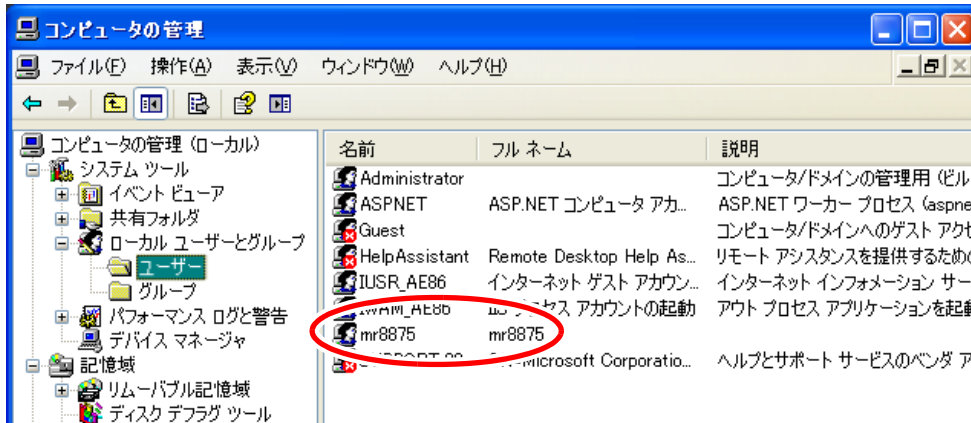 コンピュータの管理
ファイル(F) 操作(A) 表示(V) ウィンドウ(W) ヘルプ(H)
コンピュータの管理 (ローカル)
システム ツール
イベント ビューア
共有フォルダ
ローカル ユーザーとグループ
ユーザー
グループ
パフォーマンス ログと警告
デバイス マネージャ
記憶域
リムーバブル記憶域
ディスク デフラグ ツール
名前 フル ネーム 説明
Administrator コンピュータ/ドメインの管理用 (ビル
ASPNET ASP.NET コンピュータ アカ... ASP.NET ワーカー プロセス (aspne
Guest コンピュータ/ドメインへのゲスト アクセ
HelpAssistant Remote Desktop Help As... リモート アシスタンスを提供するための
IUSR_AE86 インターネット ゲスト アカウン... インターネット インフォメーション サー
IWAM_AE86 IIS プロセス アカウントの起動 アウト プロセス アプリケーションを起動
mr8875 mr8875
Microsoft Corporatio... ヘルプとサポート サービスのベンダ ア